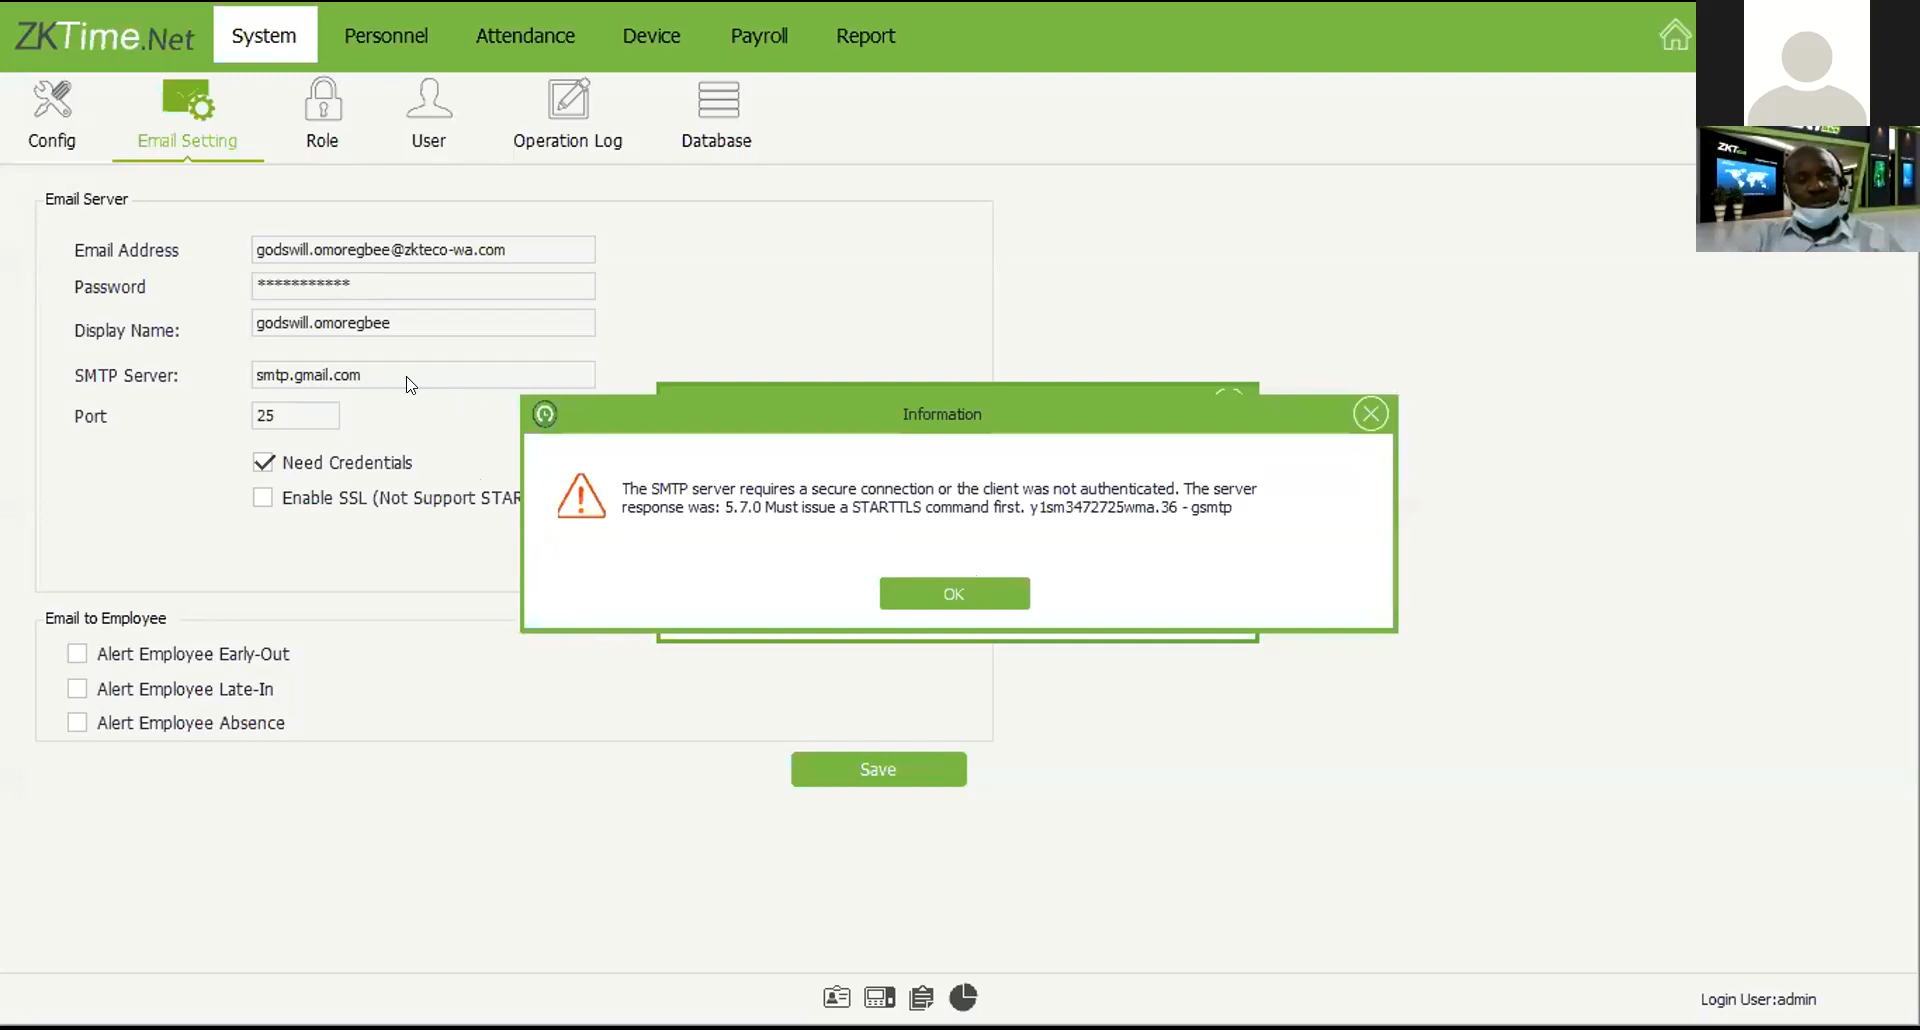 ZKTime.Net
System
Personnel
Attendance
Device
Payroll
Report
Config
Email Setting
Role
User
Operation Log
Database
ZKT
Email Server
Email Address
godswill.omoregbee@zkteco-wa.com
Password
***********
Display Name:
godswill.omoregbee
SMTP Server:
smtp.gmail.com
Port
25
Need Credentials
Enable SSL (Not Support STAR
Information
The SMTP server requires a secure connection or the client was not authenticated. The server
response was: 5.7.0 Must issue a STARTTLS command first. y1sm3472725wma.36 - gsmtp
OK
Email to Employee
Alert Employee Early-Out
Alert Employee Late-In
Alert Employee Absence
Save
Login User:admin